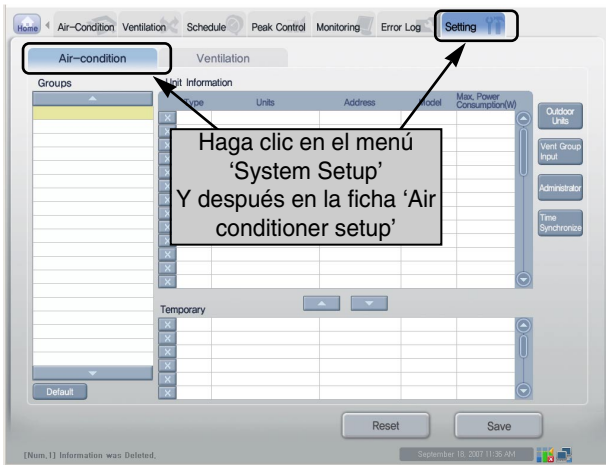 Home Air-Condition Ventilation Schedule Peak Control Monitoring Error Log Setting
Air-condition Ventilation
Groups
Unit Information
Type Units Address Model Max, Power Consumption(W)
Haga clic en el menú
‘System Setup’
Y después en la ficha ‘Air
conditioner setup’
Outdoor
Units
Vent Group
Input
Administrator
Time
Synchronize
Temporary
Default
Reset Save
[Num, 1] Information was Deleted,
September 18, 2007 11:36 AM